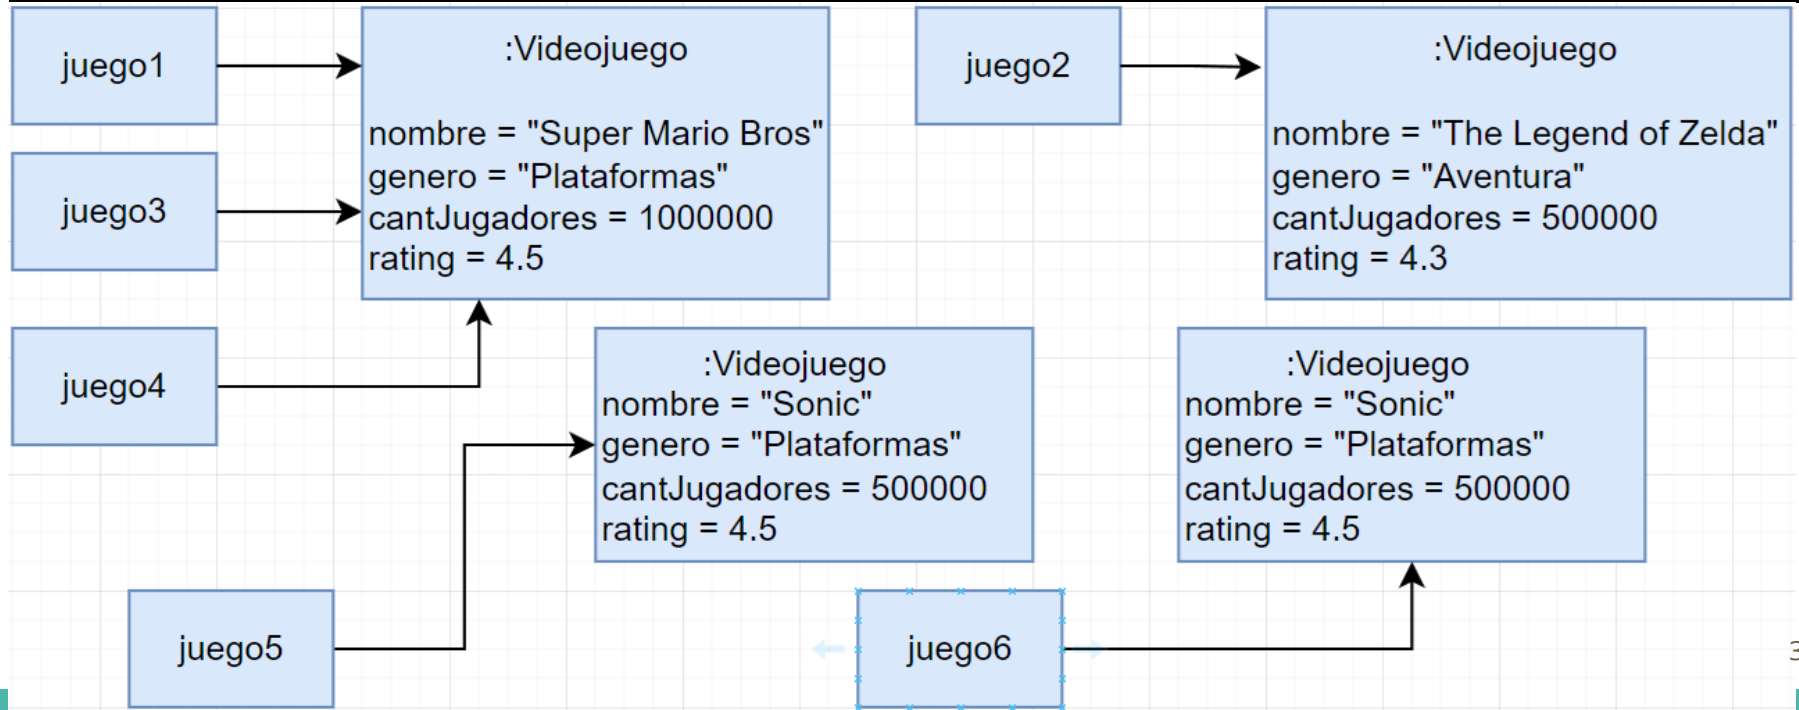 juego1
:Videojuego
nombre = "Super Mario Bros"
genero = "Plataformas"
cantJugadores = 1000000
rating = 4.5
juego2
:Videojuego
nombre = "The Legend of Zelda"
genero = "Aventura"
cantJugadores = 500000
rating = 4.3
juego3
juego4
:Videojuego
nombre = "Sonic"
genero = "Plataformas"
cantJugadores = 500000
rating = 4.5
:Videojuego
nombre = "Sonic"
genero = "Plataformas"
cantJugadores = 500000
rating = 4.5
juego5
juego6
3